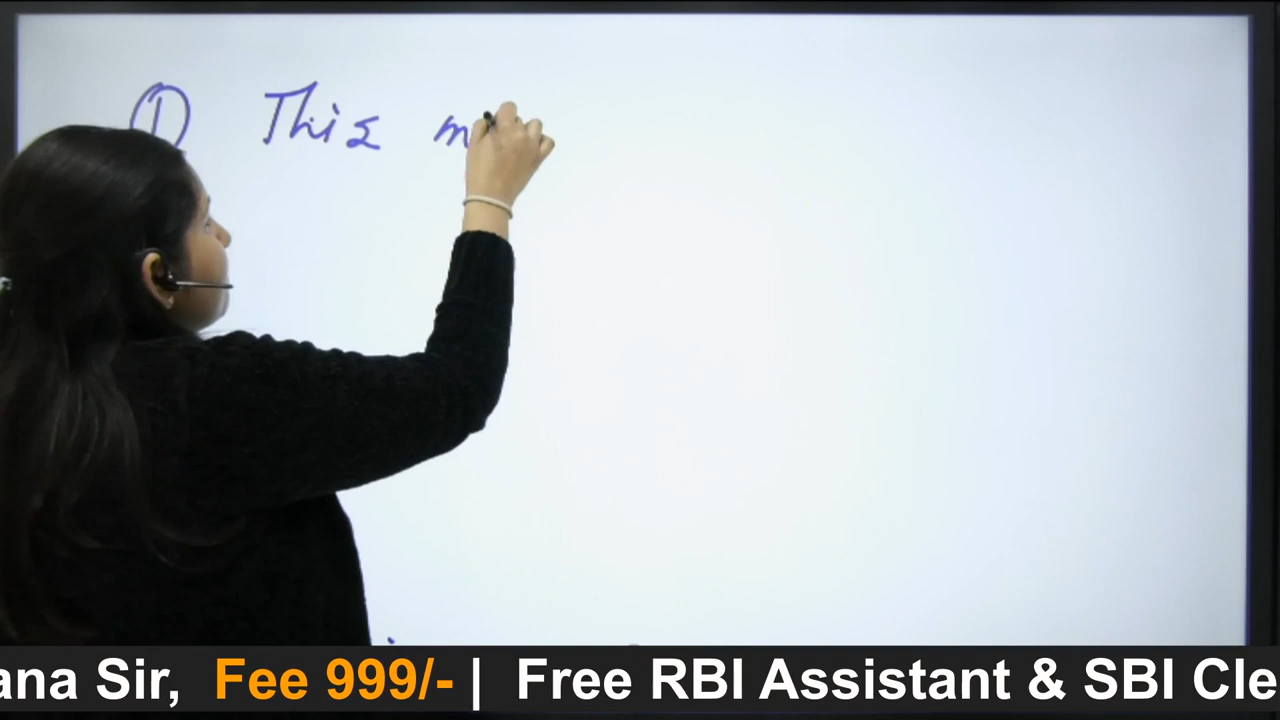 ① This m
ana Sir, Fee 999/- | Free RBI Assistant & SBI Cle